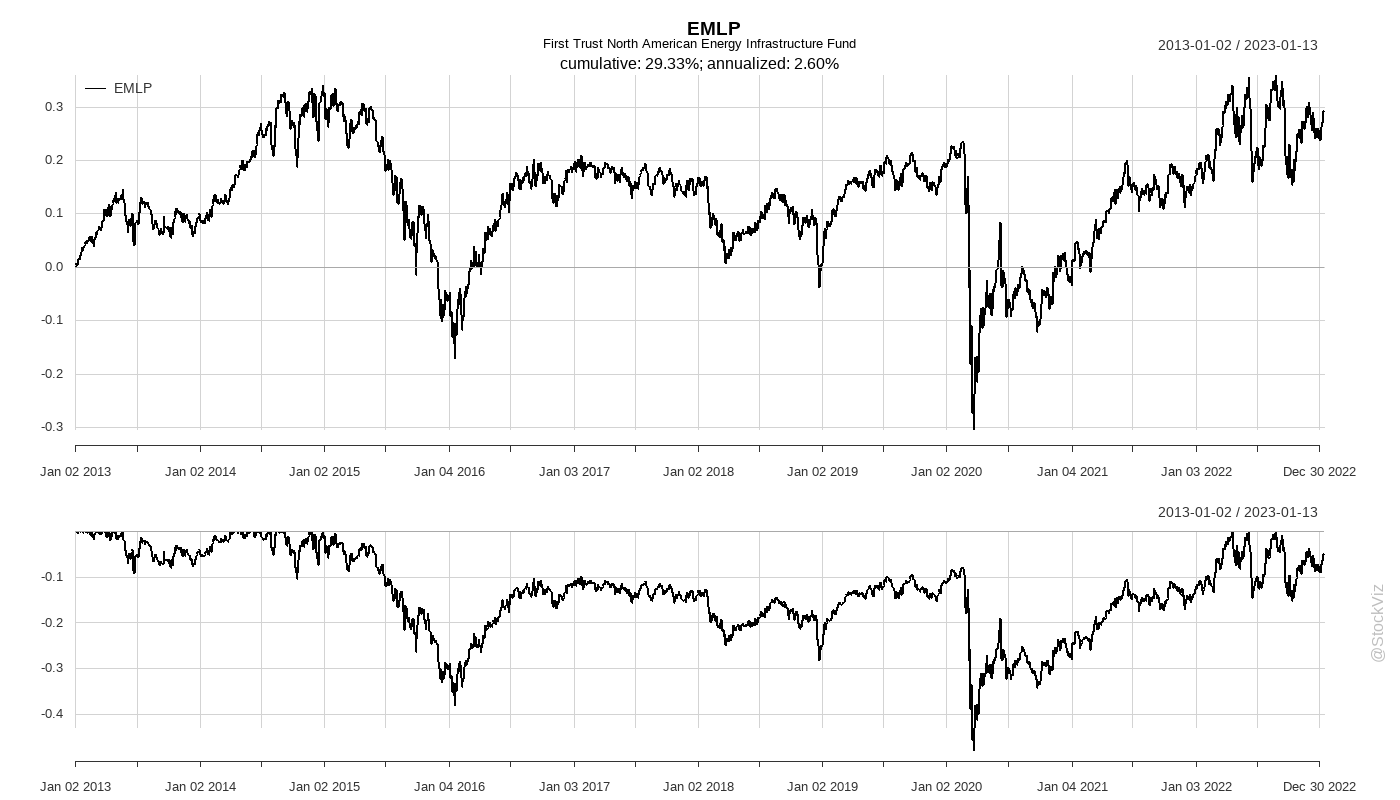 EMLP
First Trust North American Energy Infrastructure Fund
cumulative: 29.33%; annualized: 2.60%
2013-01-02 / 2023-01-13
EMLP
0.3
0.2
0.1
0.0
-0.1
-0.2
-0.3
Jan 02 2013 Jan 02 2014 Jan 02 2015 Jan 04 2016 Jan 03 2017 Jan 02 2018 Jan 02 2019 Jan 02 2020 Jan 04 2021 Jan 03 2022 Dec 30 2022
2013-01-02 / 2023-01-13
-0.1
-0.2
-0.3
-0.4
Jan 02 2013 Jan 02 2014 Jan 02 2015 Jan 04 2016 Jan 03 2017 Jan 02 2018 Jan 02 2019 Jan 02 2020 Jan 04 2021 Jan 03 2022 Dec 30 2022
@StockViz